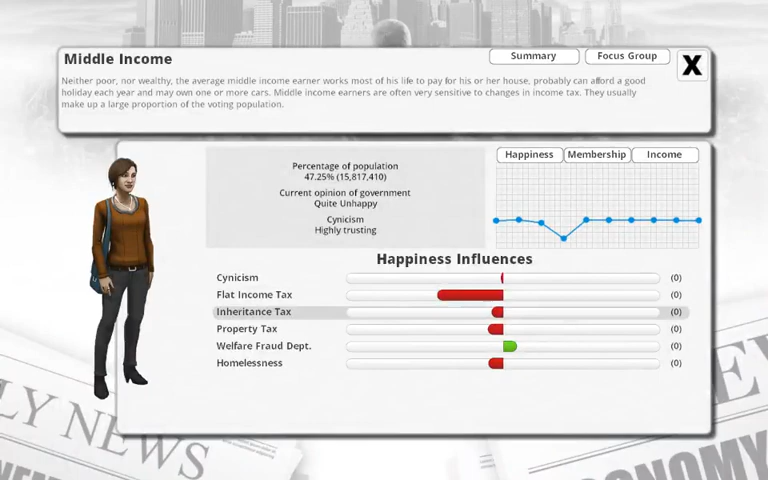 Middle Income
Summary
Focus Group
X
Neither poor, nor wealthy, the average middle income earner works most of his life to pay for his or her house, probably can afford a good
holiday each year and may own one or more cars. Middle income earners are often very sensitive to changes in income tax. They usually
make up a large proportion of the voting population.
Percentage of population
47.25% (15,817,410)
Current opinion of government
Quite Unhappy
Cynicism
Highly trusting
Happiness
Membership
Income
Happiness Influences
Cynicism (0)
Flat Income Tax (0)
Inheritance Tax (0)
Property Tax (0)
Welfare Fraud Dept. (0)
Homelessness (0)
LY NEWS
ONOMY